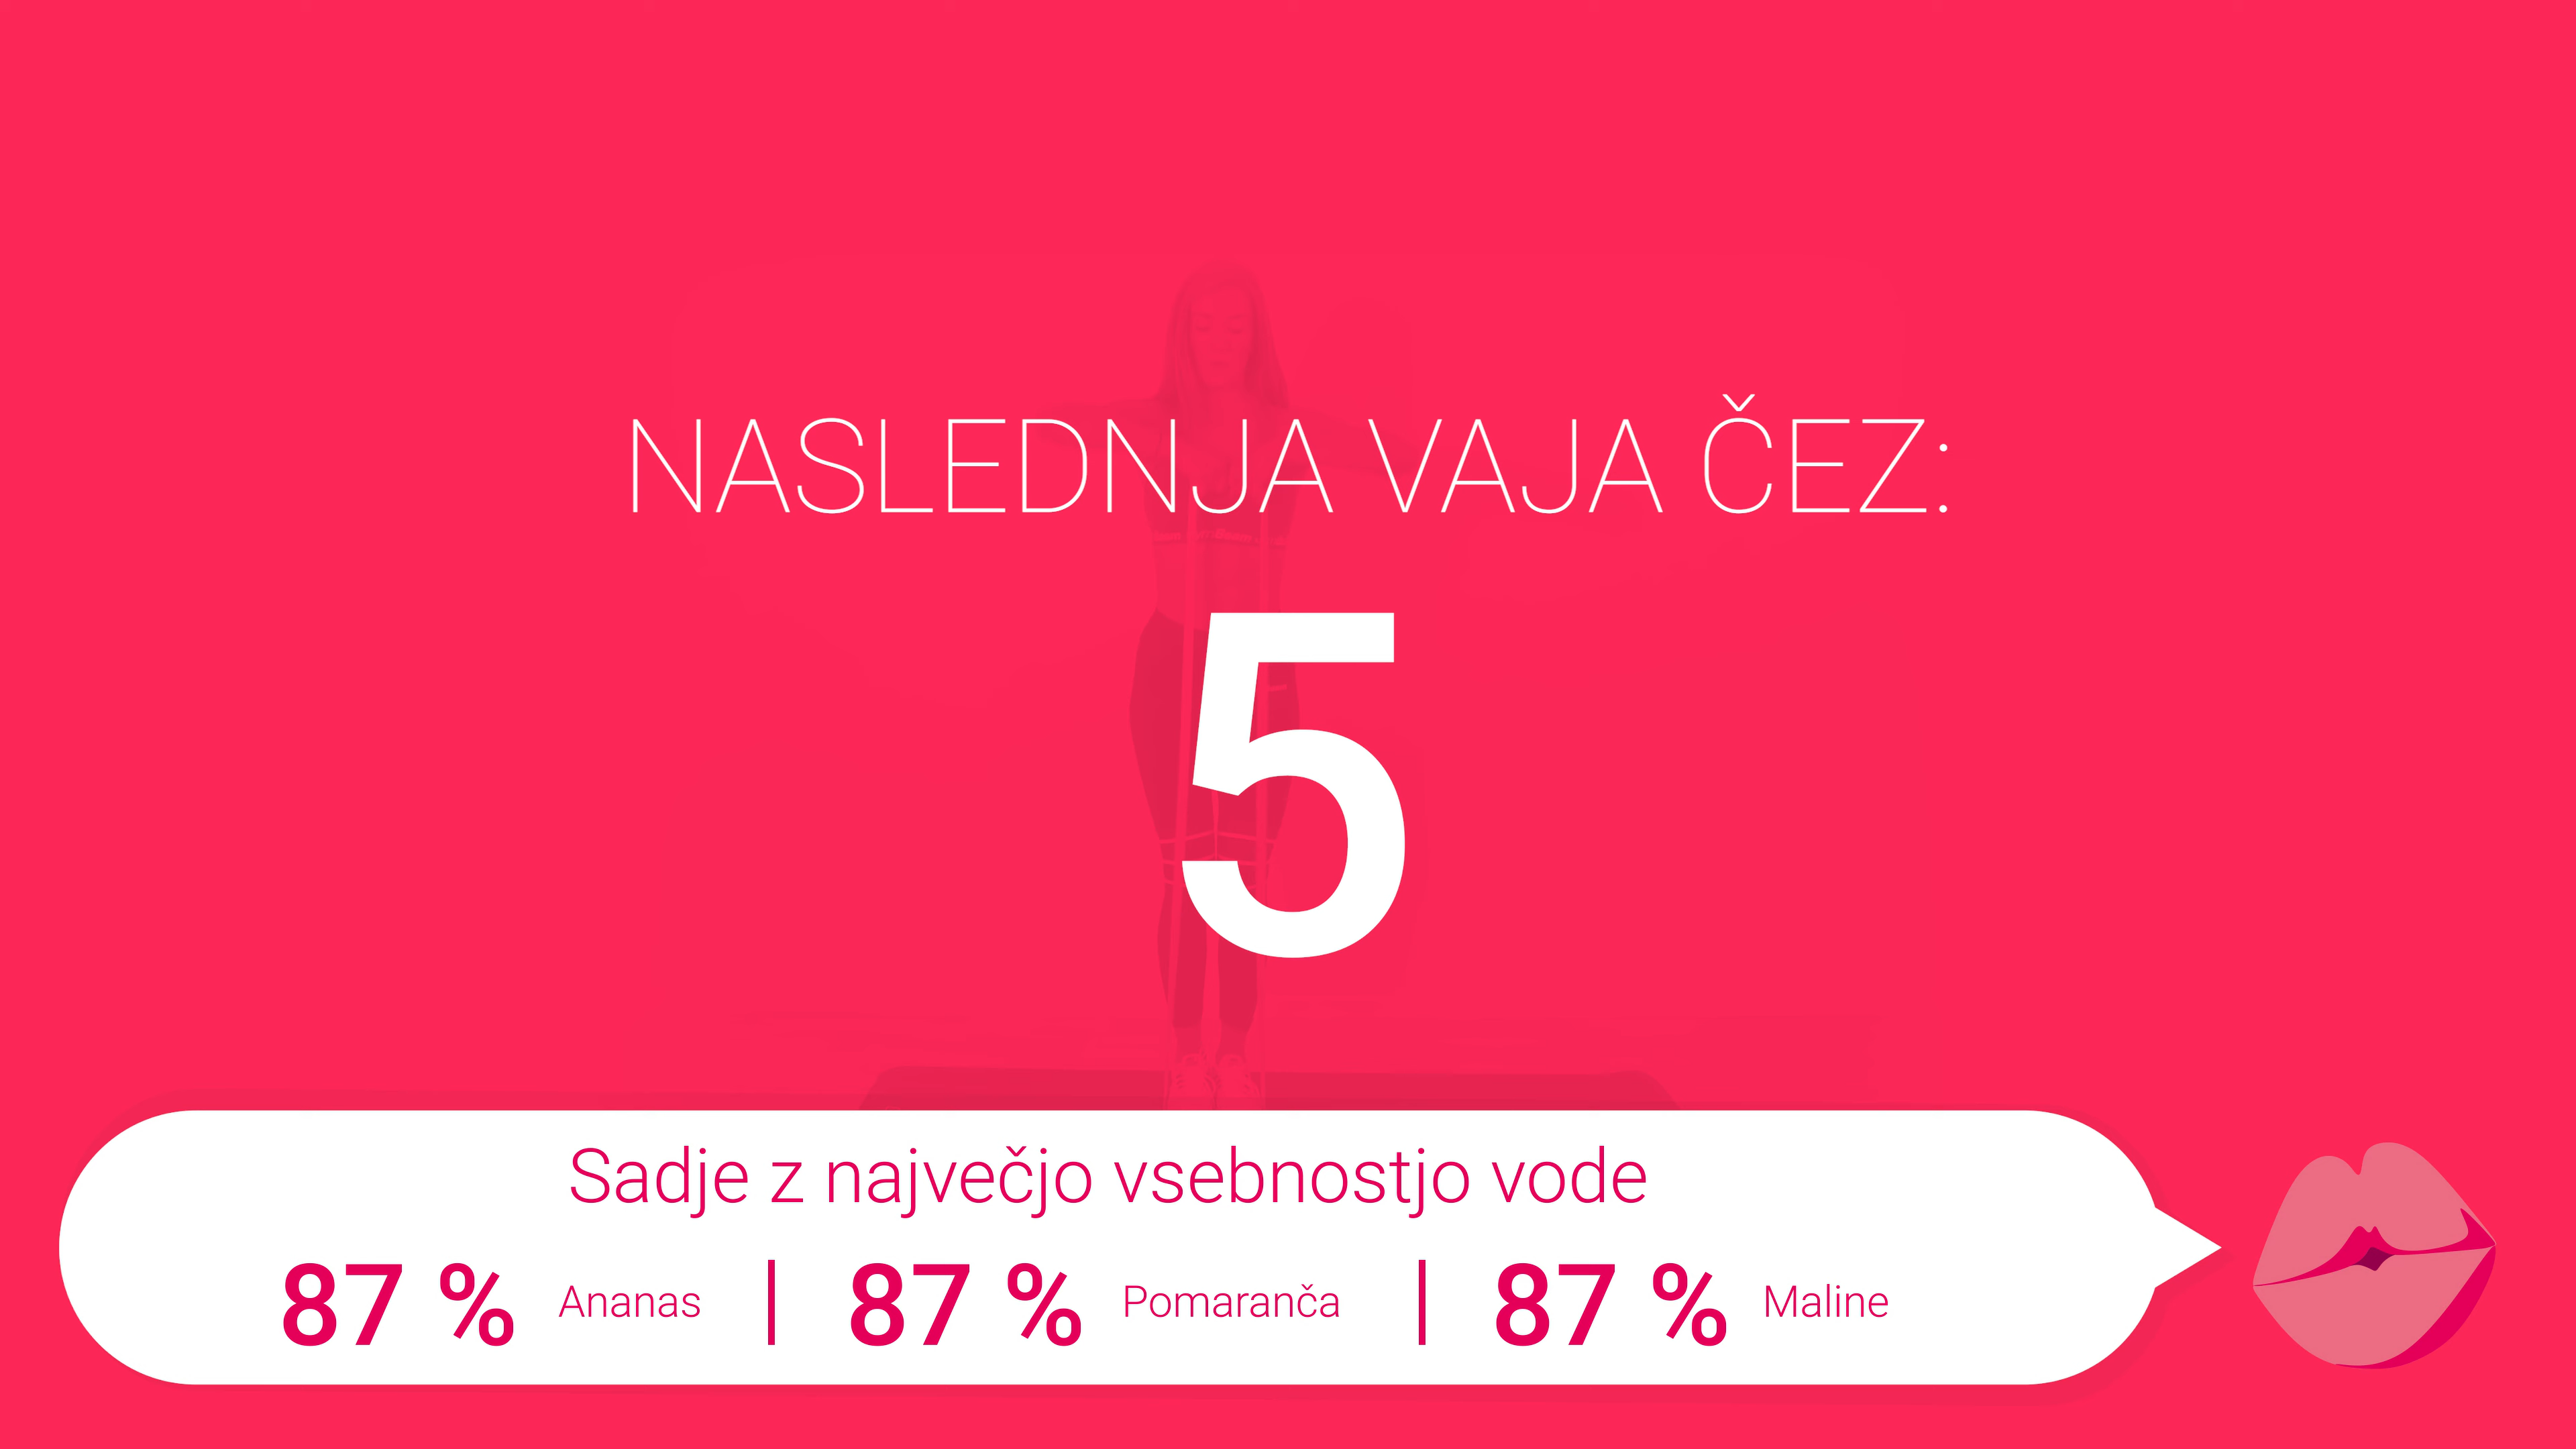 NASLEDNJA VAJA ČEZ:
5
Sadje z največjo vsebnostjo vode
87 % Ananas | 87 % Pomaranča | 87 % Maline